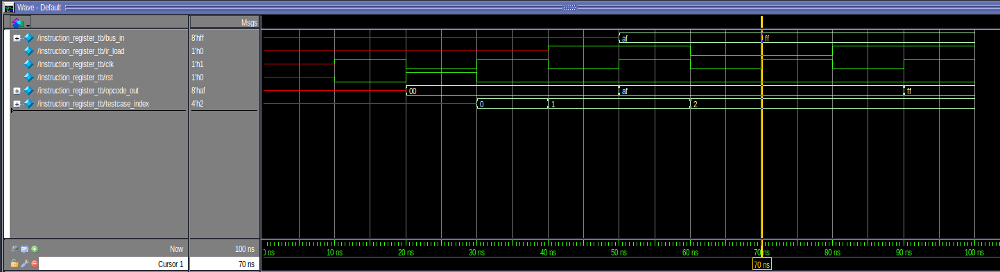 Wave - Default
Msgs
/instruction_register_tb/bus_in 8'hff af ff
/instruction_register_tb/ir_load 1'h0
/instruction_register_tb/clk 1'h1
/instruction_register_tb/rst 1'h0
/instruction_register_tb/opcode_out 8'haf 00 af ff
/instruction_register_tb/testcase_index 4'h2 0 1 2
Now 100 ns 0 ns 10 ns 20 ns 30 ns 40 ns 50 ns 60 ns 70 ns 80 ns 90 ns 100 ns
Cursor 1 70 ns 70 ns